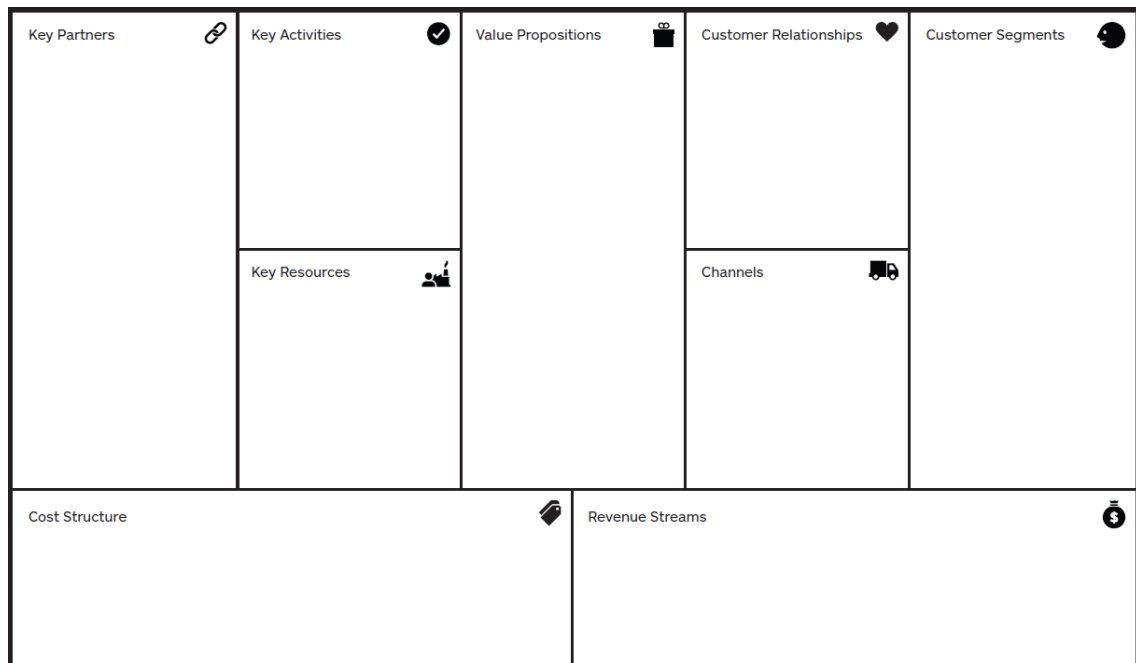 Key Partners
Key Activities
Value Propositions
Customer Relationships
Customer Segments
Key Resources
Channels
Cost Structure
Revenue Streams
$